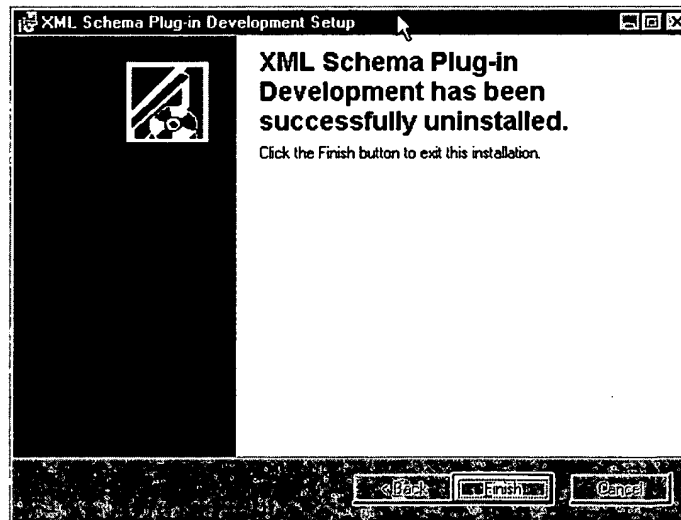 XML Schema Plug-in Development Setup
XML Schema Plug-in
Development has been
successfully uninstalled.
Click the Finish button to exit this installation.
< Back
Finish
Cancel